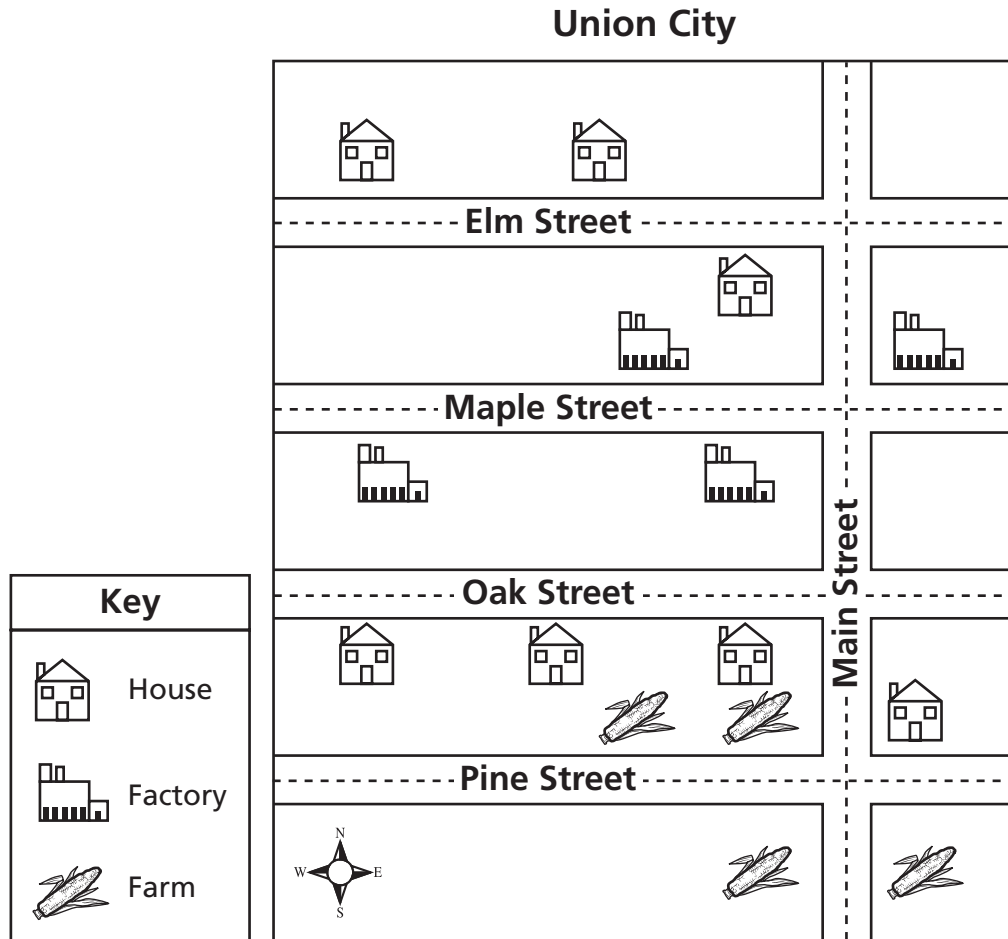 Union City
Elm Street
Maple Street
Oak Street
Main Street
Pine Street
Key
House
Factory
Farm
N
W
E
S